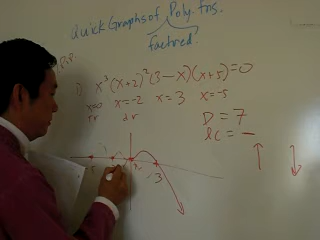 Quick Graphs of Poly. fns.
factored.
1) x³(x+2)²(3-x)(x+5)=0
x=0 x=-2 x=3 x=-5
tr dr
D = 7
lc = -
3